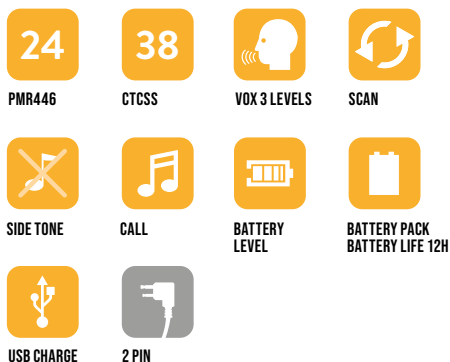 24 38
PMR446 CTCSS VOX 3 LEVELS SCAN
SIDE TONE CALL BATTERY LEVEL BATTERY PACK BATTERY LIFE 12H
USB CHARGE 2 PIN